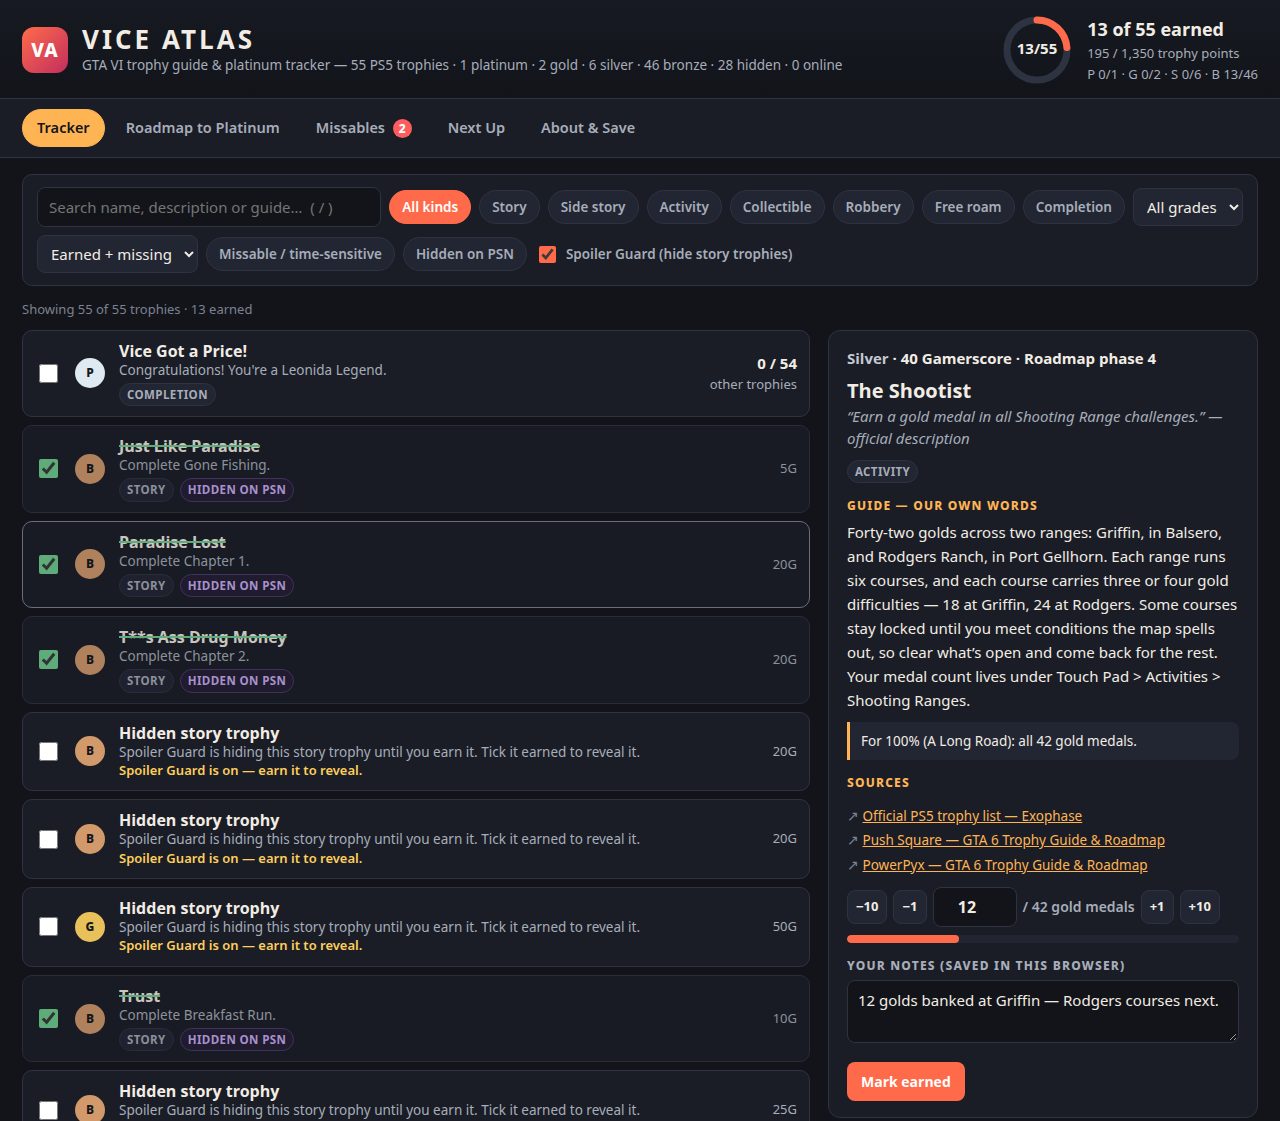 VA
VICE ATLAS
GTA VI trophy guide & platinum tracker — 55 PS5 trophies · 1 platinum · 2 gold · 6 silver · 46 bronze · 28 hidden · 0 online
13/55
13 of 55 earned
195 / 1,350 trophy points
P 0/1 · G 0/2 · S 0/6 · B 13/46
Tracker
Roadmap to Platinum
Missables 2
Next Up
About & Save
Search name, description or guide… ( / )
All kinds
Story
Side story
Activity
Collectible
Robbery
Free roam
Completion
All grades
Earned + missing
Missable / time-sensitive
Hidden on PSN
Spoiler Guard (hide story trophies)
Showing 55 of 55 trophies · 13 earned
P
Vice Got a Price!
Congratulations! You're a Leonida Legend.
COMPLETION
0 / 54
other trophies
B
Just Like Paradise
Complete Gone Fishing.
STORY
HIDDEN ON PSN
5G
B
Paradise Lost
Complete Chapter 1.
STORY
HIDDEN ON PSN
20G
B
T**s Ass Drug Money
Complete Chapter 2.
STORY
HIDDEN ON PSN
20G
B
Hidden story trophy
Spoiler Guard is hiding this story trophy until you earn it. Tick it earned to reveal it.
Spoiler Guard is on — earn it to reveal.
20G
B
Hidden story trophy
Spoiler Guard is hiding this story trophy until you earn it. Tick it earned to reveal it.
Spoiler Guard is on — earn it to reveal.
20G
G
Hidden story trophy
Spoiler Guard is hiding this story trophy until you earn it. Tick it earned to reveal it.
Spoiler Guard is on — earn it to reveal.
50G
B
Trust
Complete Breakfast Run.
STORY
HIDDEN ON PSN
10G
B
Hidden story trophy
Spoiler Guard is hiding this story trophy until you earn it. Tick it earned to reveal it.
25G
Silver · 40 Gamerscore · Roadmap phase 4
The Shootist
“Earn a gold medal in all Shooting Range challenges.” —
official description
ACTIVITY
GUIDE — OUR OWN WORDS
Forty-two golds across two ranges: Griffin, in Balsero,
and Rodgers Ranch, in Port Gellhorn. Each range runs
six courses, and each course carries three or four gold
difficulties — 18 at Griffin, 24 at Rodgers. Some courses
stay locked until you meet conditions the map spells
out, so clear what’s open and come back for the rest.
Your medal count lives under Touch Pad > Activities >
Shooting Ranges.
For 100% (A Long Road): all 42 gold medals.
SOURCES
↗ Official PS5 trophy list — Exophase
↗ Push Square — GTA 6 Trophy Guide & Roadmap
↗ PowerPyx — GTA 6 Trophy Guide & Roadmap
−10
−1
12
/ 42 gold medals
+1
+10
YOUR NOTES (SAVED IN THIS BROWSER)
12 golds banked at Griffin — Rodgers courses next.
Mark earned